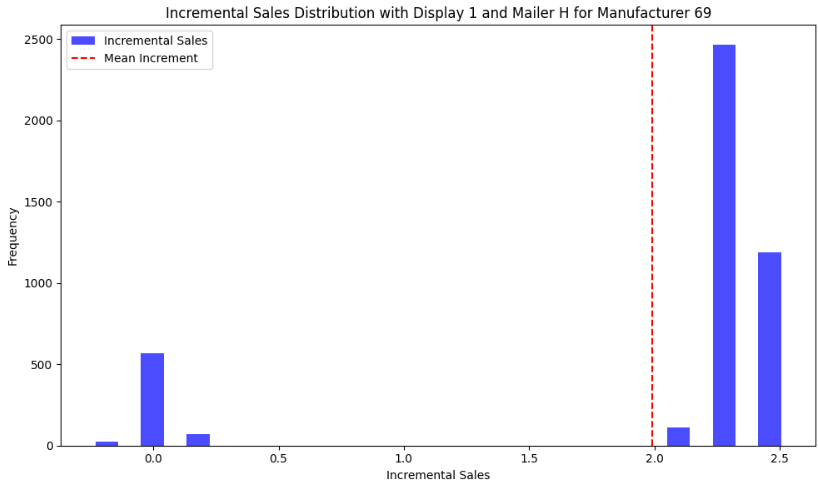 Incremental Sales Distribution with Display 1 and Mailer H for Manufacturer 69
Incremental Sales
Mean Increment
Frequency
2500
2000
1500
1000
500
0
0.0 0.5 1.0 1.5 2.0 2.5
Incremental Sales